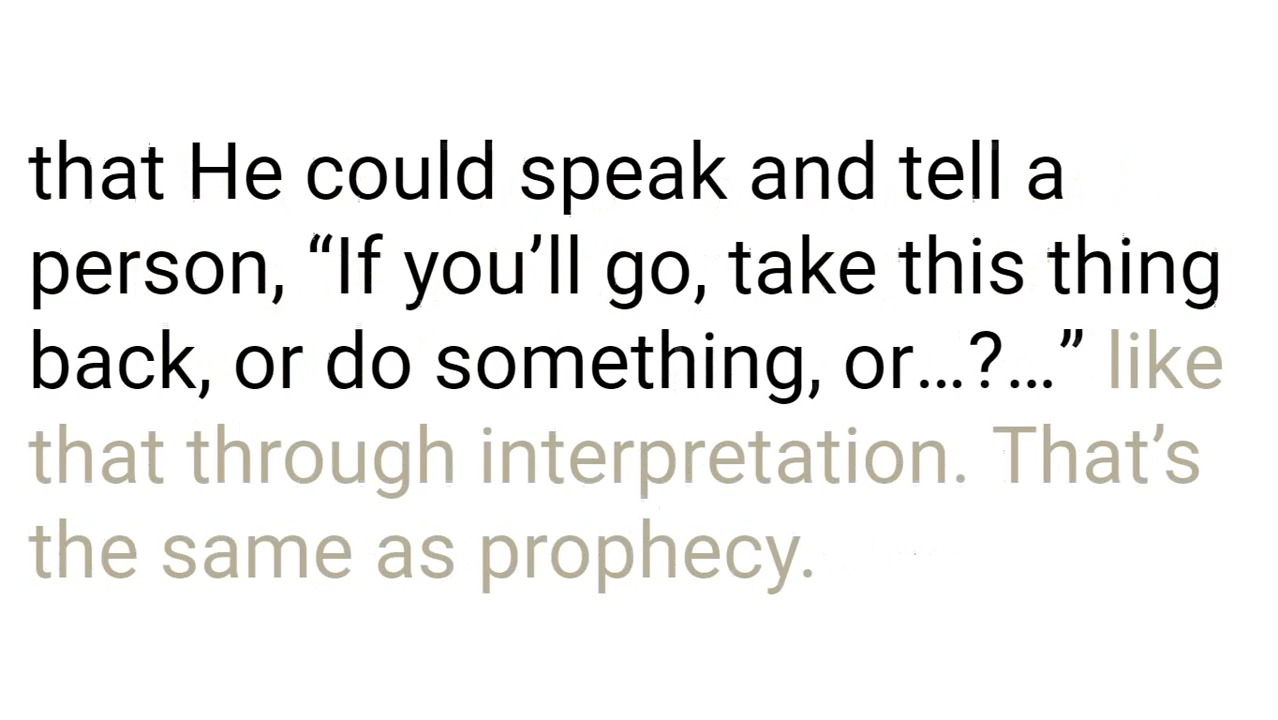 that He could speak and tell a
person, “If you’ll go, take this thing
back, or do something, or…?…” like
that through interpretation. That’s
the same as prophecy.